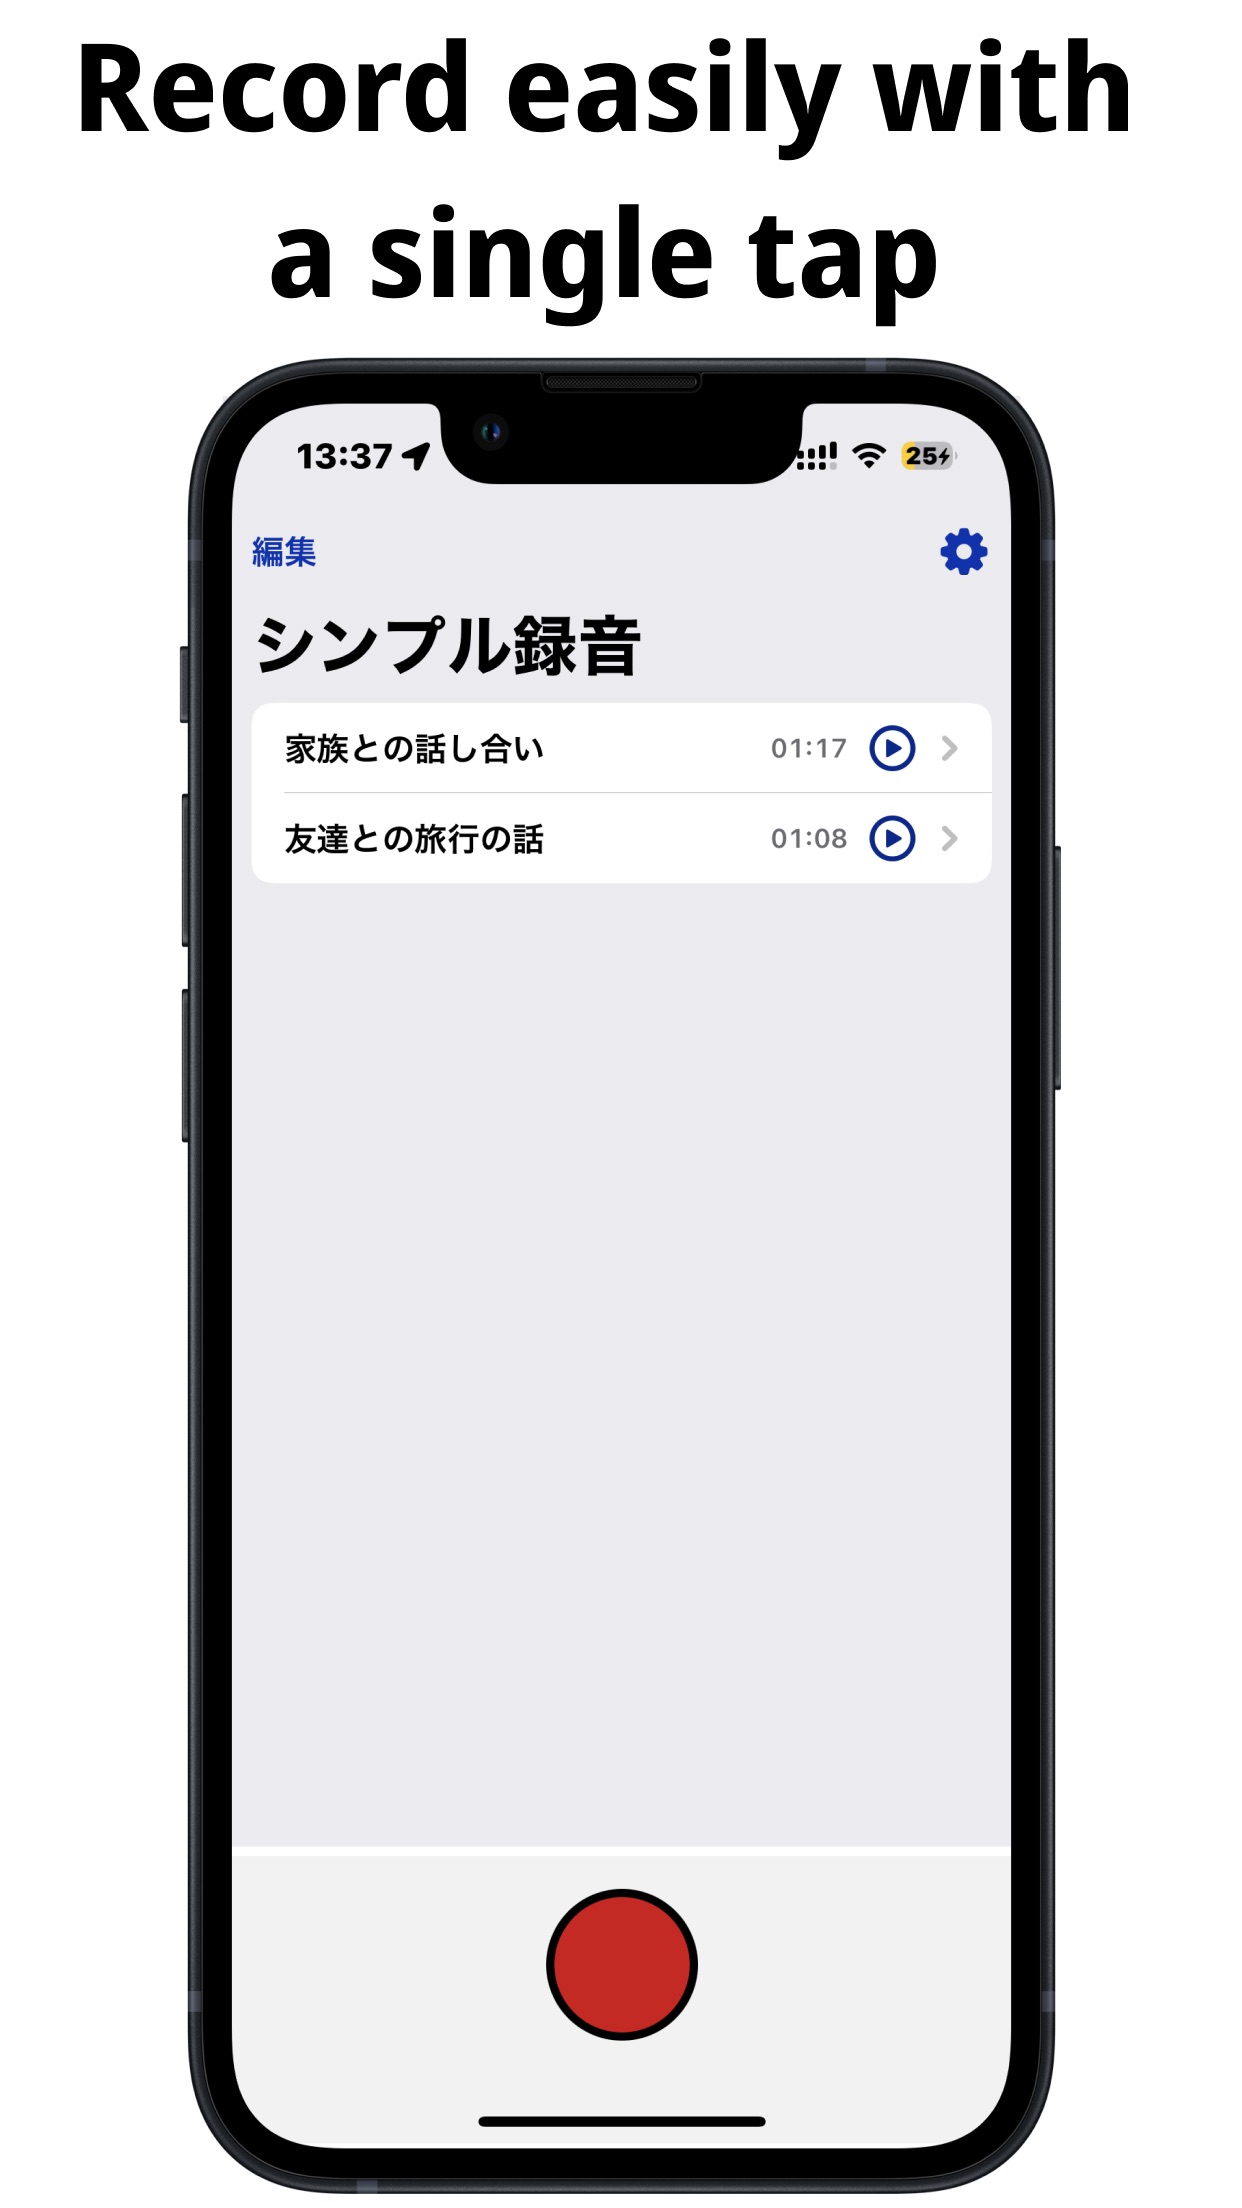 Record easily with
a single tap
13:37
25
編集
シンプル録音
家族との話し合い 01:17
友達との旅行の話 01:08